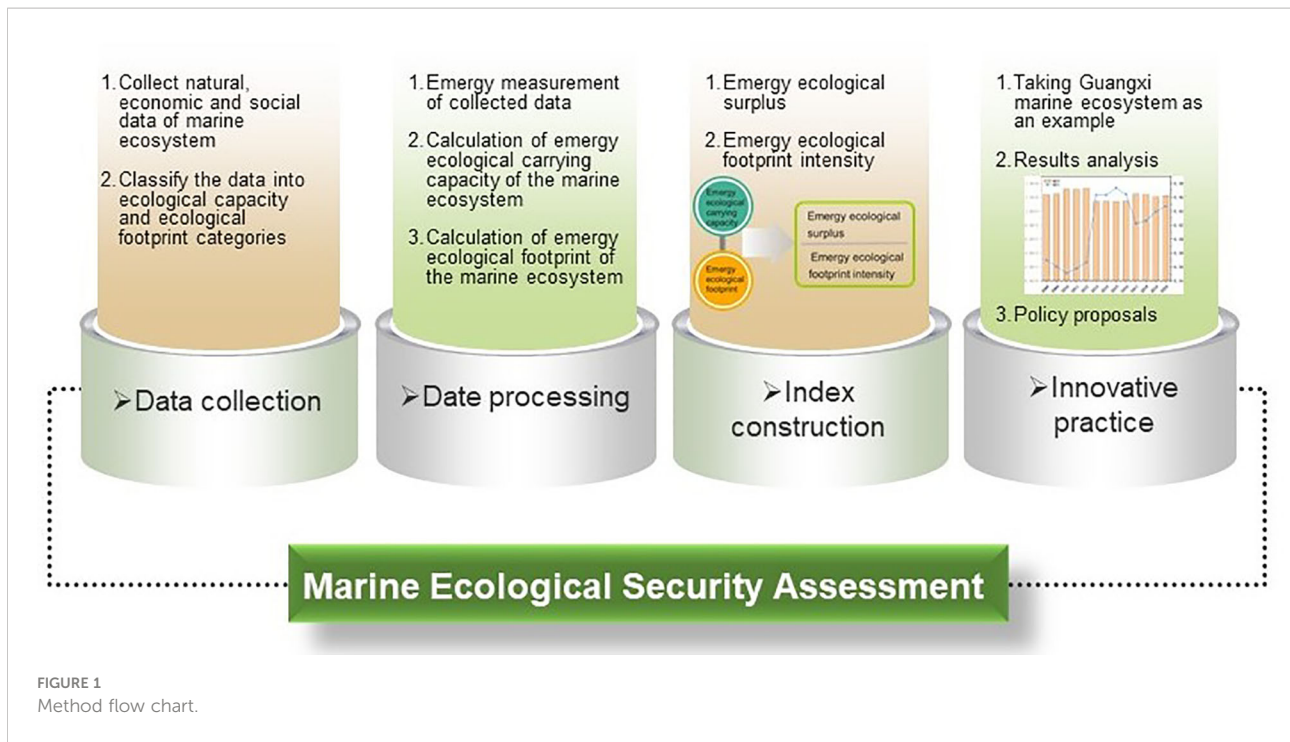 1. Collect natural, economic and social data of marine ecosystem
2. Classify the data into ecological capacity and ecological footprint categories
➢Data collection
1. Emergy measurement of collected data
2. Calculation of emergy ecological carrying capacity of the marine ecosystem
3. Calculation of emergy ecological footprint of the marine ecosystem
➢Date processing
1. Emergy ecological surplus
2. Emergy ecological footprint intensity
Emergy ecological carrying capacity
Emergy ecological footprint
Emergy ecological surplus
Emergy ecological footprint intensity
➢Index construction
1. Taking Guangxi marine ecosystem as an example
2. Results analysis
3. Policy proposals
➢Innovative practice
Marine Ecological Security Assessment
FIGURE 1
Method flow chart.